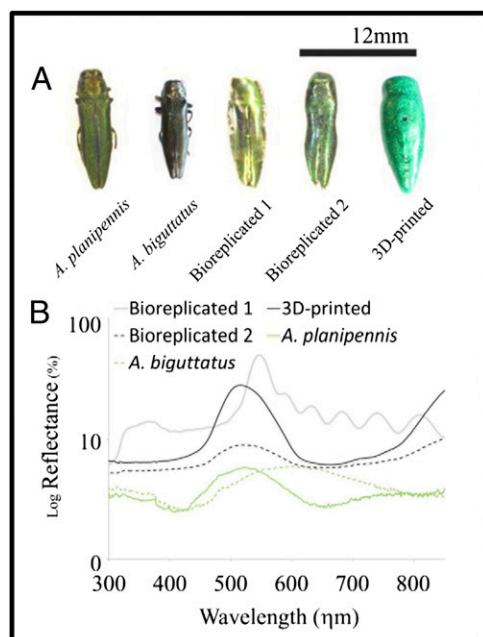 12mm
A
A. planipennis
A. biguttatus
Bioreplicated 1
Bioreplicated 2
3D-printed
B
Bioreplicated 1
3D-printed
Bioreplicated 2
A. planipennis
A. biguttatus
Log Reflectance (%)
100
10
0
300 400 500 600 700 800
Wavelength (ηm)